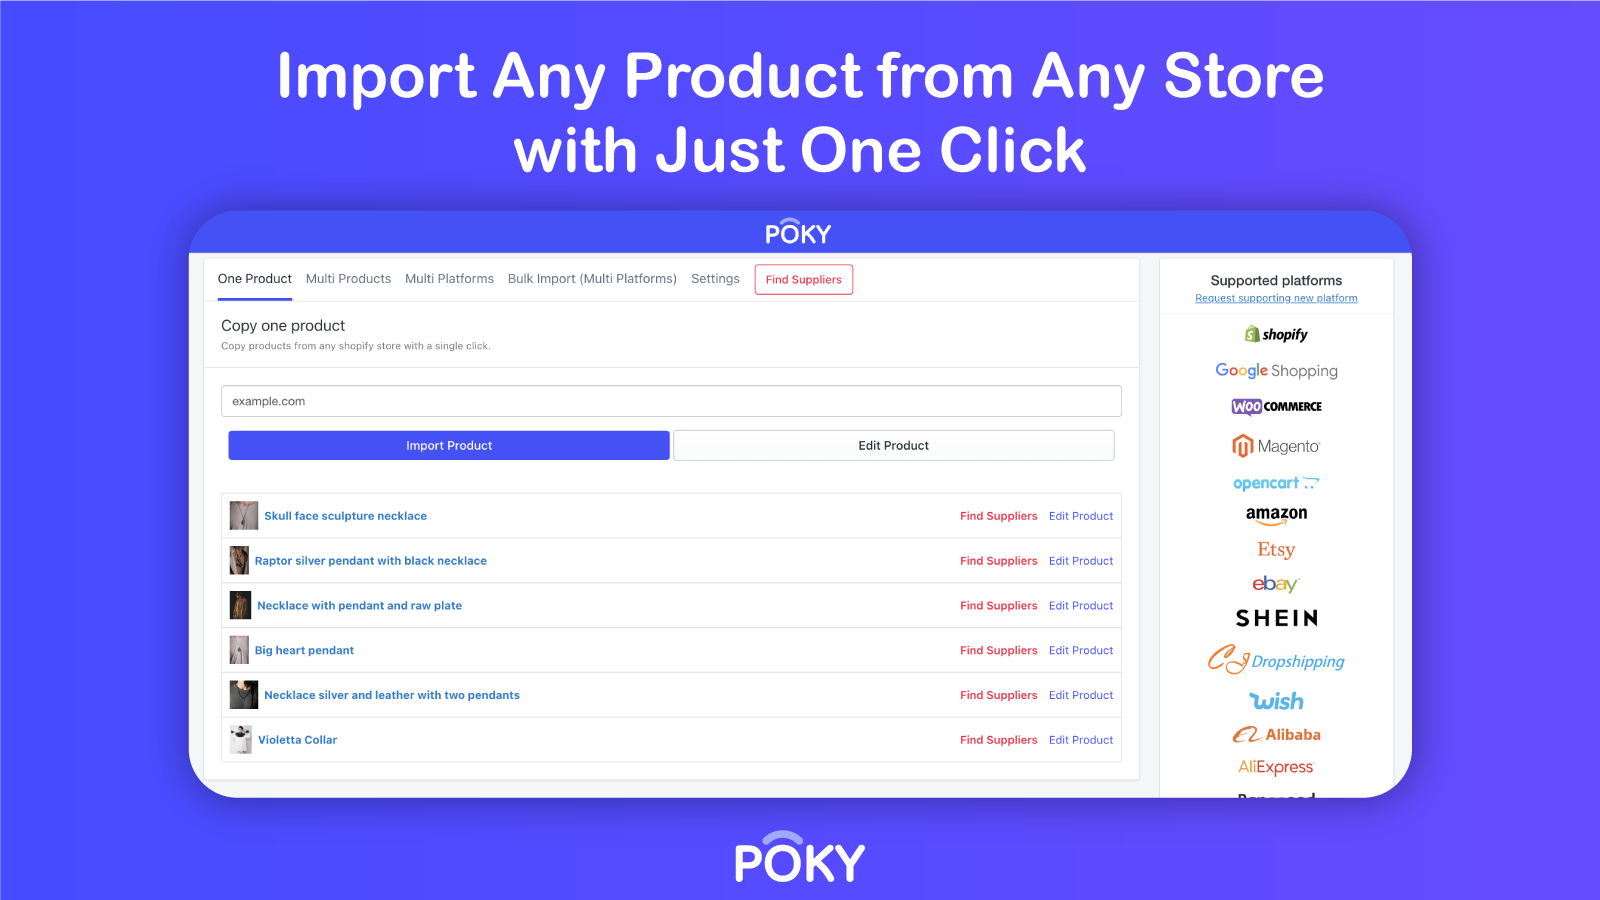 Import Any Product from Any Store
with Just One Click
POKY
One Product Multi Products Multi Platforms Bulk Import (Multi Platforms) Settings Find Suppliers
Copy one product
Copy products from any shopify store with a single click.
example.com
Import Product Edit Product
Skull face sculpture necklace Find Suppliers Edit Product
Raptor silver pendant with black necklace Find Suppliers Edit Product
Necklace with pendant and raw plate Find Suppliers Edit Product
Big heart pendant Find Suppliers Edit Product
Necklace silver and leather with two pendants Find Suppliers Edit Product
Violetta Collar Find Suppliers Edit Product
Supported platforms
Request supporting new platform
shopify
Google Shopping
WOO COMMERCE
Magento
opencart
amazon
Etsy
ebay
SHEIN
CJ Dropshipping
wish
Alibaba
AliExpress
POKY